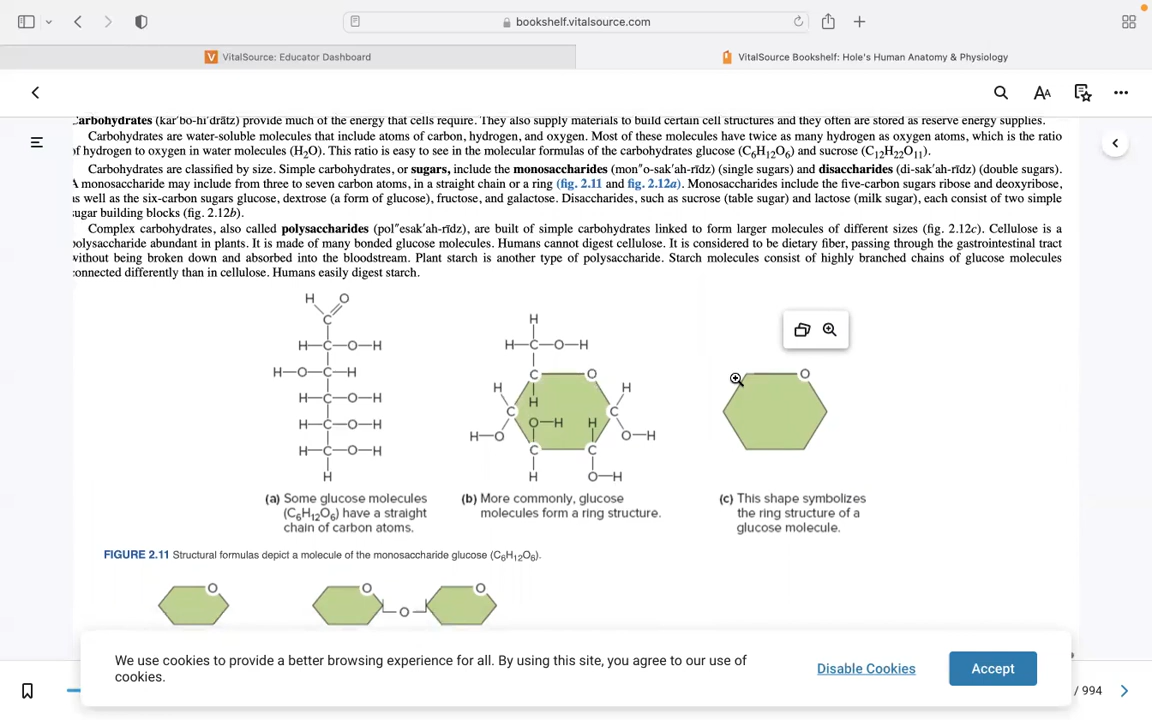 bookshelf.vitalsource.com
VitalSource: Educator Dashboard
VitalSource Bookshelf: Hole's Human Anatomy & Physiology
AA
Carbohydrates (kar′bo-hi′drātz) provide much of the energy that cells require. They also supply materials to build certain cell structures and they often are stored as reserve energy supplies.
Carbohydrates are water-soluble molecules that include atoms of carbon, hydrogen, and oxygen. Most of these molecules have twice as many hydrogen as oxygen atoms, which is the ratio
of hydrogen to oxygen in water molecules (H₂O). This ratio is easy to see in the molecular formulas of the carbohydrates glucose (C₆H₁₂O₆) and sucrose (C₁₂H₂₂O₁₁).
Carbohydrates are classified by size. Simple carbohydrates, or sugars, include the monosaccharides (mon″o-sak′ah-rīdz) (single sugars) and disaccharides (di-sak′ah-rīdz) (double sugars).
A monosaccharide may include from three to seven carbon atoms, in a straight chain or a ring (fig. 2.11 and fig. 2.12a). Monosaccharides include the five-carbon sugars ribose and deoxyribose,
as well as the six-carbon sugars glucose, dextrose (a form of glucose), fructose, and galactose. Disaccharides, such as sucrose (table sugar) and lactose (milk sugar), each consist of two simple
sugar building blocks (fig. 2.12b).
Complex carbohydrates, also called polysaccharides (pol″esak′ah-rīdz), are built of simple carbohydrates linked to form larger molecules of different sizes (fig. 2.12c). Cellulose is a
polysaccharide abundant in plants. It is made of many bonded glucose molecules. Humans cannot digest cellulose. It is considered to be dietary fiber, passing through the gastrointestinal tract
without being broken down and absorbed into the bloodstream. Plant starch is another type of polysaccharide. Starch molecules consist of highly branched chains of glucose molecules
connected differently than in cellulose. Humans easily digest starch.
H O
C
H—C—O—H
H—O—C—H
H—C—O—H
H—C—O—H
H—C—O—H
H
H
H—C—O—H
C O
H H H
C C
O—H H
H—O O—H
C C
H O—H
O
(a) Some glucose molecules
(C₆H₁₂O₆) have a straight
chain of carbon atoms.
(b) More commonly, glucose
molecules form a ring structure.
(c) This shape symbolizes
the ring structure of a
glucose molecule.
FIGURE 2.11 Structural formulas depict a molecule of the monosaccharide glucose (C₆H₁₂O₆).
O O O
O
We use cookies to provide a better browsing experience for all. By using this site, you agree to our use of
cookies.
Disable Cookies
Accept
/ 994